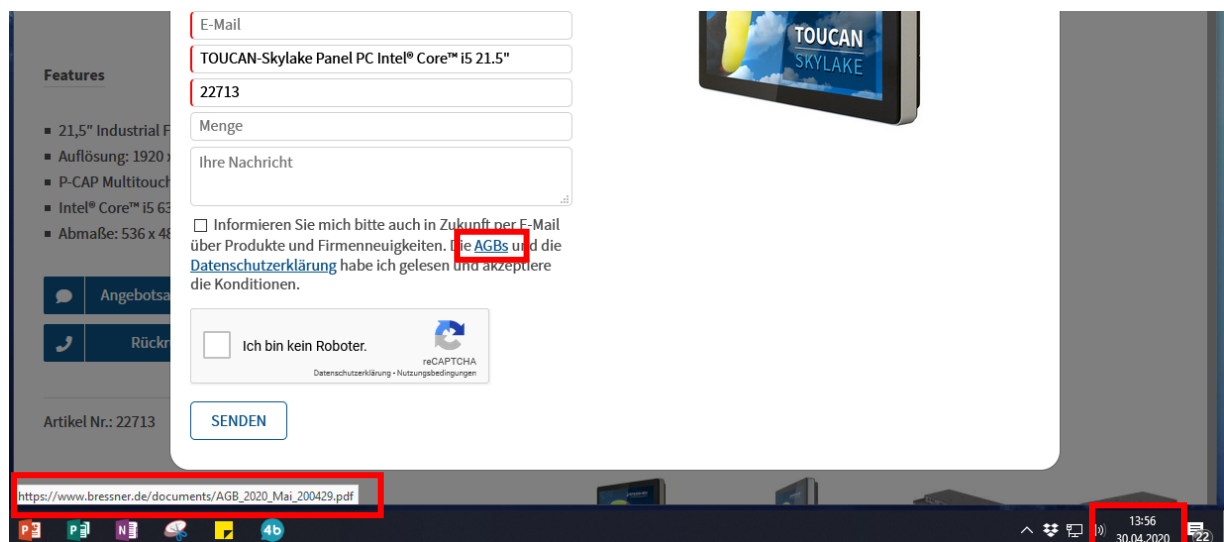 E-Mail
TOUCAN-Skylake Panel PC Intel® Core™ i5 21.5"
22713
Menge
Ihre Nachricht
Informieren Sie mich bitte auch in Zukunft per E-Mail
über Produkte und Firmenneuigkeiten. Die AGBs und die
Datenschutzerklärung habe ich gelesen und akzeptiere
die Konditionen.
Ich bin kein Roboter.
reCAPTCHA
Datenschutzerklärung - Nutzungsbedingungen
SENDEN
TOUCAN
SKYLAKE
Features
21,5" Industrial F
Auflösung: 1920 x
P-CAP Multitouch
Intel® Core™ i5 63
Abmaße: 536 x 48
Angebotsa
Rückr
Artikel Nr.: 22713
https://www.bressner.de/documents/AGB_2020_Mai_200429.pdf
4b
13:56
30.04.2020
22